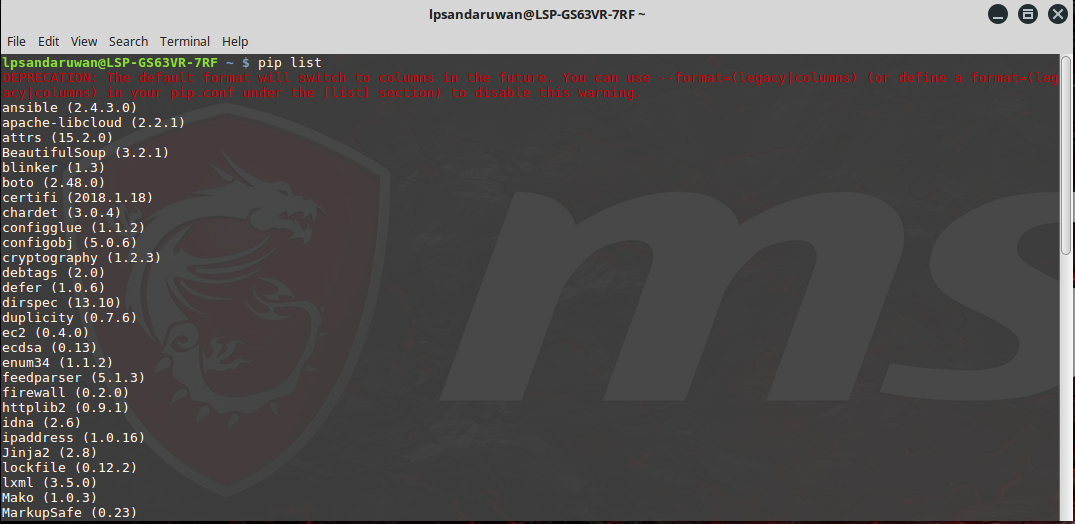 lpsandaruwan@LSP-GS63VR-7RF ~
File Edit View Search Terminal Help
lpsandaruwan@LSP-GS63VR-7RF ~ $ pip list
DEPRECATION: The default format will switch to columns in the future. You can use --format=(legacy|columns) (or define a format=(leg
acy|columns) in your pip.conf under the [list] section) to disable this warning.
ansible (2.4.3.0)
apache-libcloud (2.2.1)
attrs (15.2.0)
BeautifulSoup (3.2.1)
blinker (1.3)
boto (2.48.0)
certifi (2018.1.18)
chardet (3.0.4)
configglue (1.1.2)
configobj (5.0.6)
cryptography (1.2.3)
debtags (2.0)
defer (1.0.6)
dirspec (13.10)
duplicity (0.7.6)
ec2 (0.4.0)
ecdsa (0.13)
enum34 (1.1.2)
feedparser (5.1.3)
firewall (0.2.0)
httplib2 (0.9.1)
idna (2.6)
ipaddress (1.0.16)
Jinja2 (2.8)
lockfile (0.12.2)
lxml (3.5.0)
Mako (1.0.3)
MarkupSafe (0.23)
ms